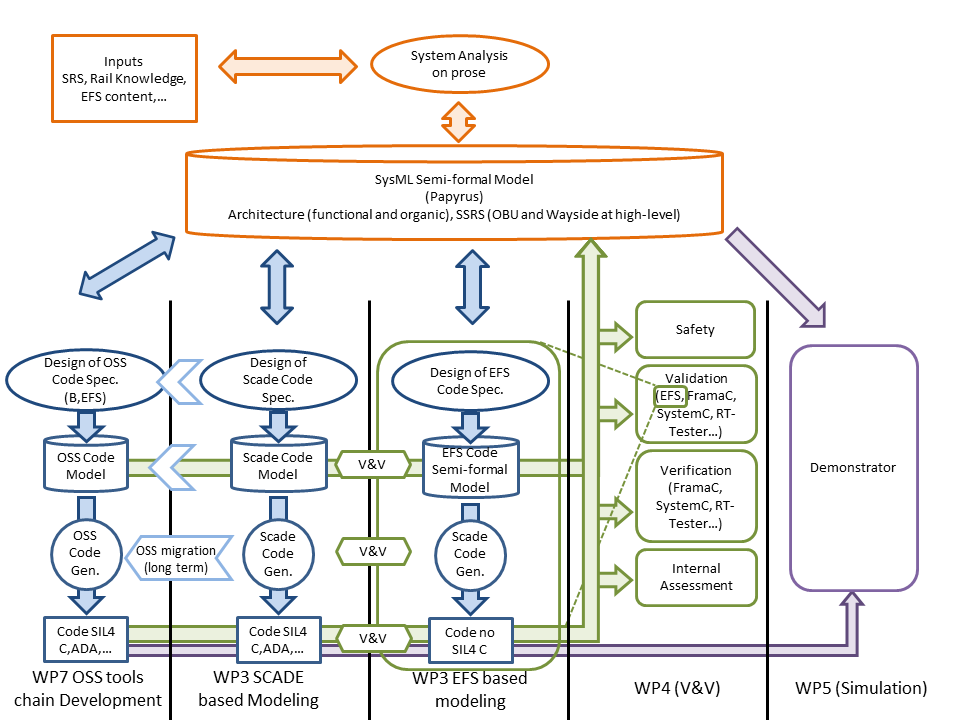 Inputs
SRS, Rail Knowledge,
EFS content,...
System Analysis
on prose
SysML Semi-formal Model
(Papyrus)
Architecture (functional and organic), SSRS (OBU and Wayside at high-level)
Design of OSS
Code Spec.
(B,EFS)
Design of
Scade Code
Spec.
Design of EFS
Code Spec.
Safety
Validation
(EFS, FramaC,
SystemC, RT-
Tester...)
OSS Code
Model
Scade Code
Model
V&V
EFS Code
Semi-formal
Model
Verification
(FramaC,
SystemC, RT-
Tester...)
Demonstrator
OSS
Code
Gen.
OSS migration
(long term)
Scade
Code
Gen.
V&V
Scade
Code
Gen.
Internal
Assessment
Code SIL4
C,ADA,...
Code SIL4
C,ADA,...
V&V
Code no
SIL4 C
WP7 OSS tools
chain Development
WP3 SCADE
based Modeling
WP3 EFS based
modeling
WP4 (V&V)
WP5 (Simulation)